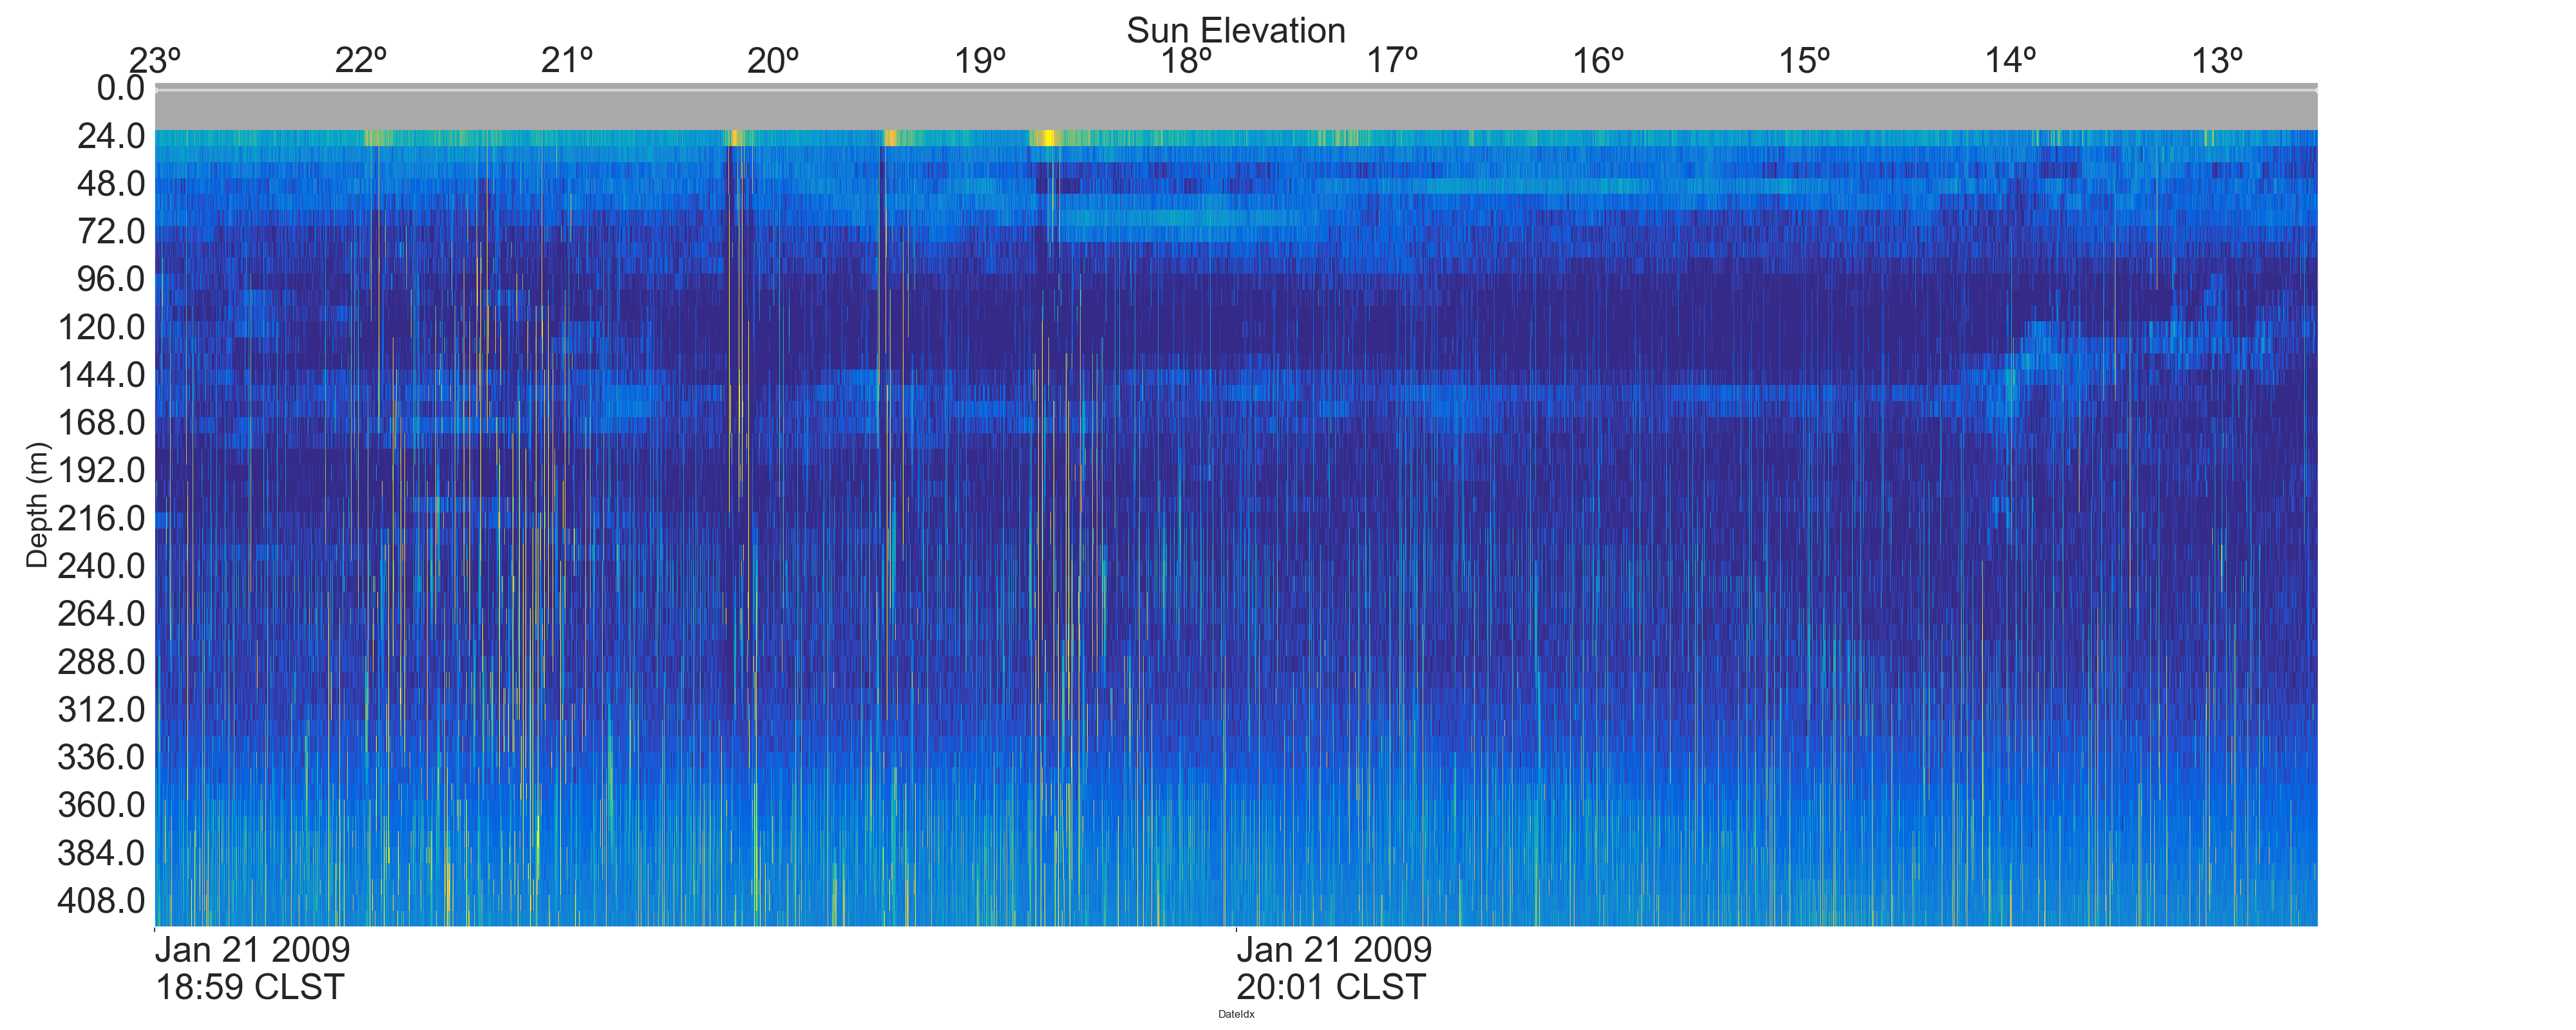 Sun Elevation
23º 22º 21º 20º 19º 18º 17º 16º 15º 14º 13º
0.0
24.0
48.0
72.0
96.0
120.0
144.0
168.0
192.0
216.0
240.0
264.0
288.0
312.0
336.0
360.0
384.0
408.0
Depth (m)
Jan 21 2009
18:59 CLST
Jan 21 2009
20:01 CLST
DateIdx